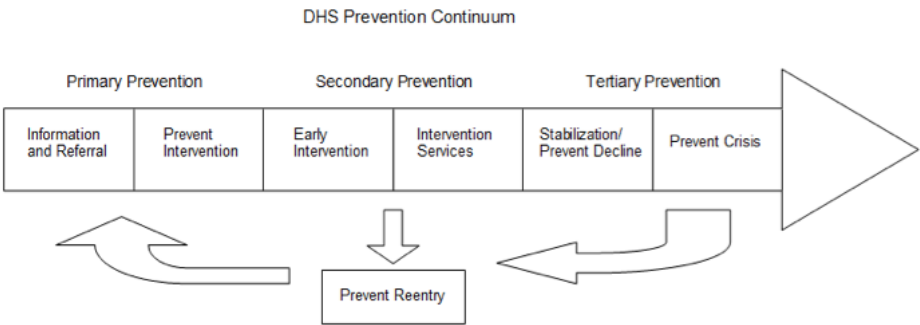 DHS Prevention Continuum
Primary Prevention
Secondary Prevention
Tertiary Prevention
Information
and Referral
Prevent
Intervention
Early
Intervention
Intervention
Services
Stabilization/
Prevent Decline
Prevent Crisis
Prevent Reentry